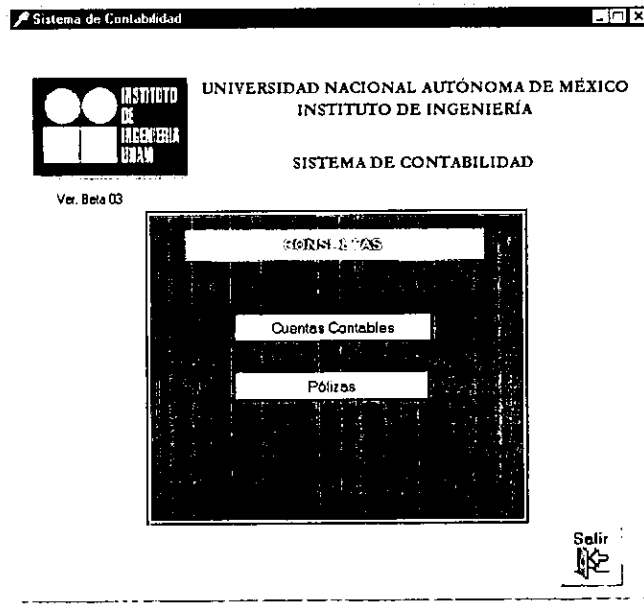 Sistema de Contabilidad
INSTITUTO
DE
INGENIERIA
UNAM
UNIVERSIDAD NACIONAL AUTÓNOMA DE MÉXICO
INSTITUTO DE INGENIERÍA
SISTEMA DE CONTABILIDAD
Ver. Beta 03
CONSULTAS
Cuentas Contables
Pólizas
Salir